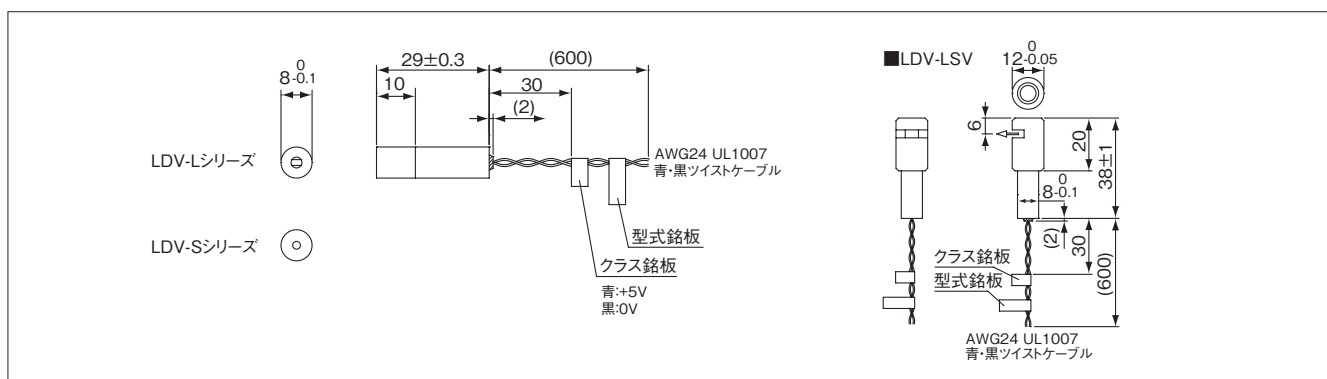 0
8-0.1
29±0.3
(600)
10
30
(2)
LDV-Lシリーズ
LDV-Sシリーズ
AWG24 UL1007
青・黒ツイストケーブル
型式銘板
クラス銘板
青:+5V
黒:0V
■LDV-LSV
0
12-0.05
6
20
38±1
0
8-0.1
(2)
30
(600)
クラス銘板
型式銘板
AWG24 UL1007
青・黒ツイストケーブル